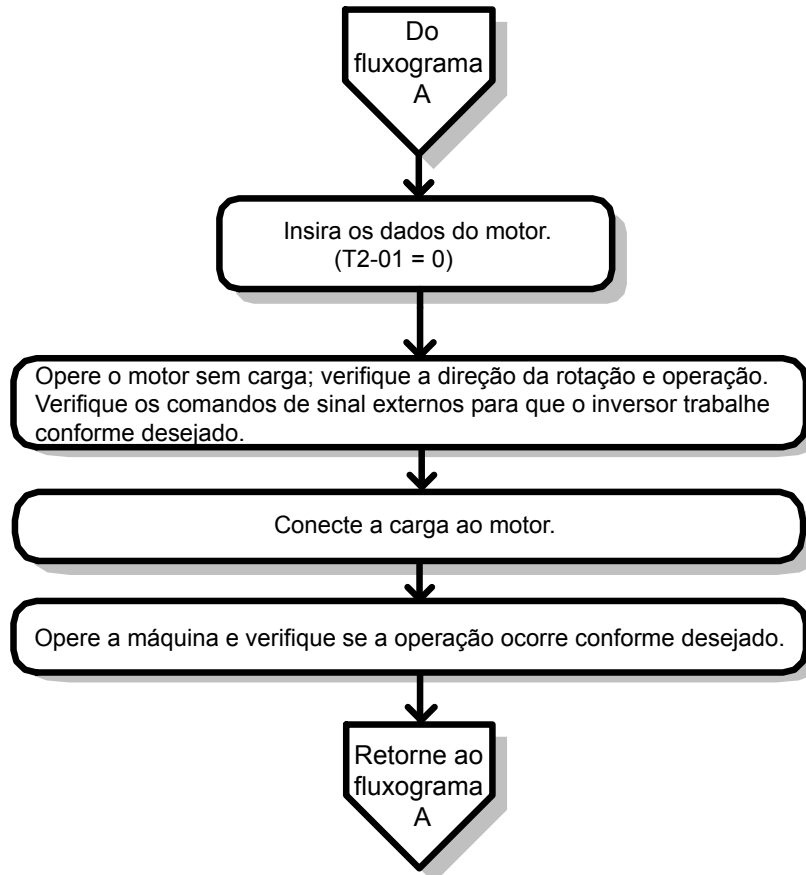 Do
fluxograma
A
Insira os dados do motor.
(T2-01 = 0)
Opere o motor sem carga; verifique a direção da rotação e operação.
Verifique os comandos de sinal externos para que o inversor trabalhe
conforme desejado.
Conecte a carga ao motor.
Opere a máquina e verifique se a operação ocorre conforme desejado.
Retorne ao
fluxograma
A